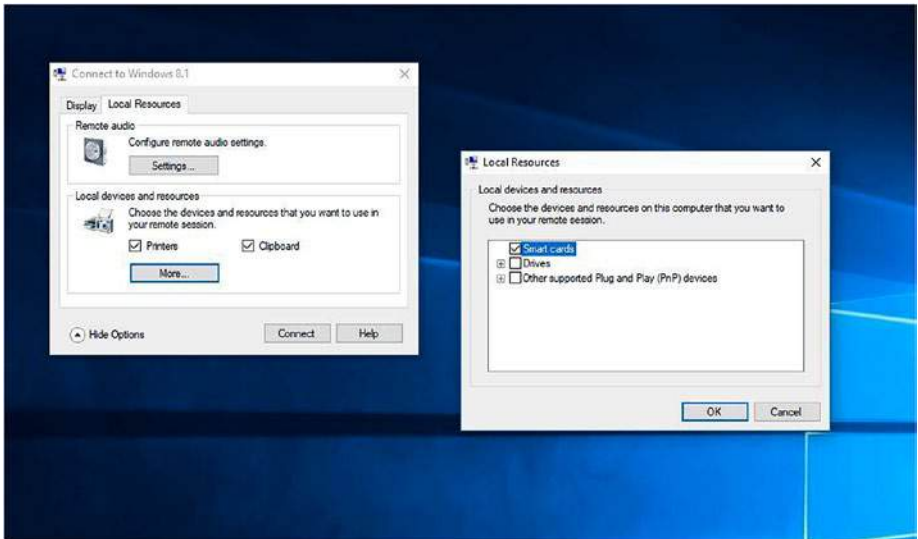 Connect to Windows 8.1
Display
Local Resources
Remote audio
Configure remote audio settings.
Settings...
Local devices and resources
Choose the devices and resources that you want to use in
your remote session.
Printers
Clipboard
More...
Hide Options
Connect
Help
Local Resources
Local devices and resources
Choose the devices and resources on this computer that you want to
use in your remote session.
Smart cards
Drives
Other supported Plug and Play (PnP) devices
OK
Cancel